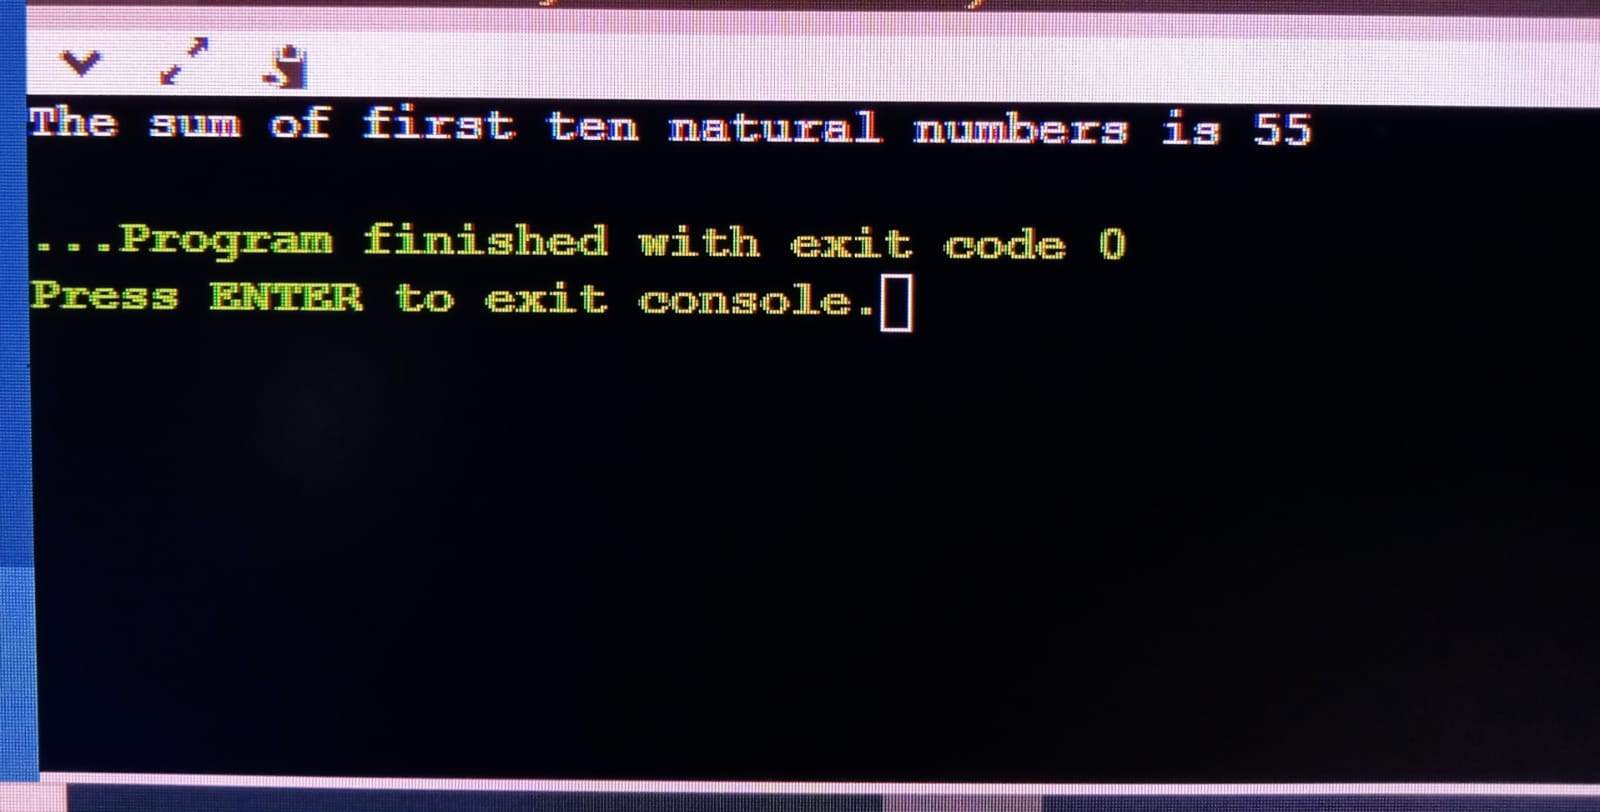 The sum of first ten natural numbers is 55
...Program finished with exit code 0
Press ENTER to exit console.